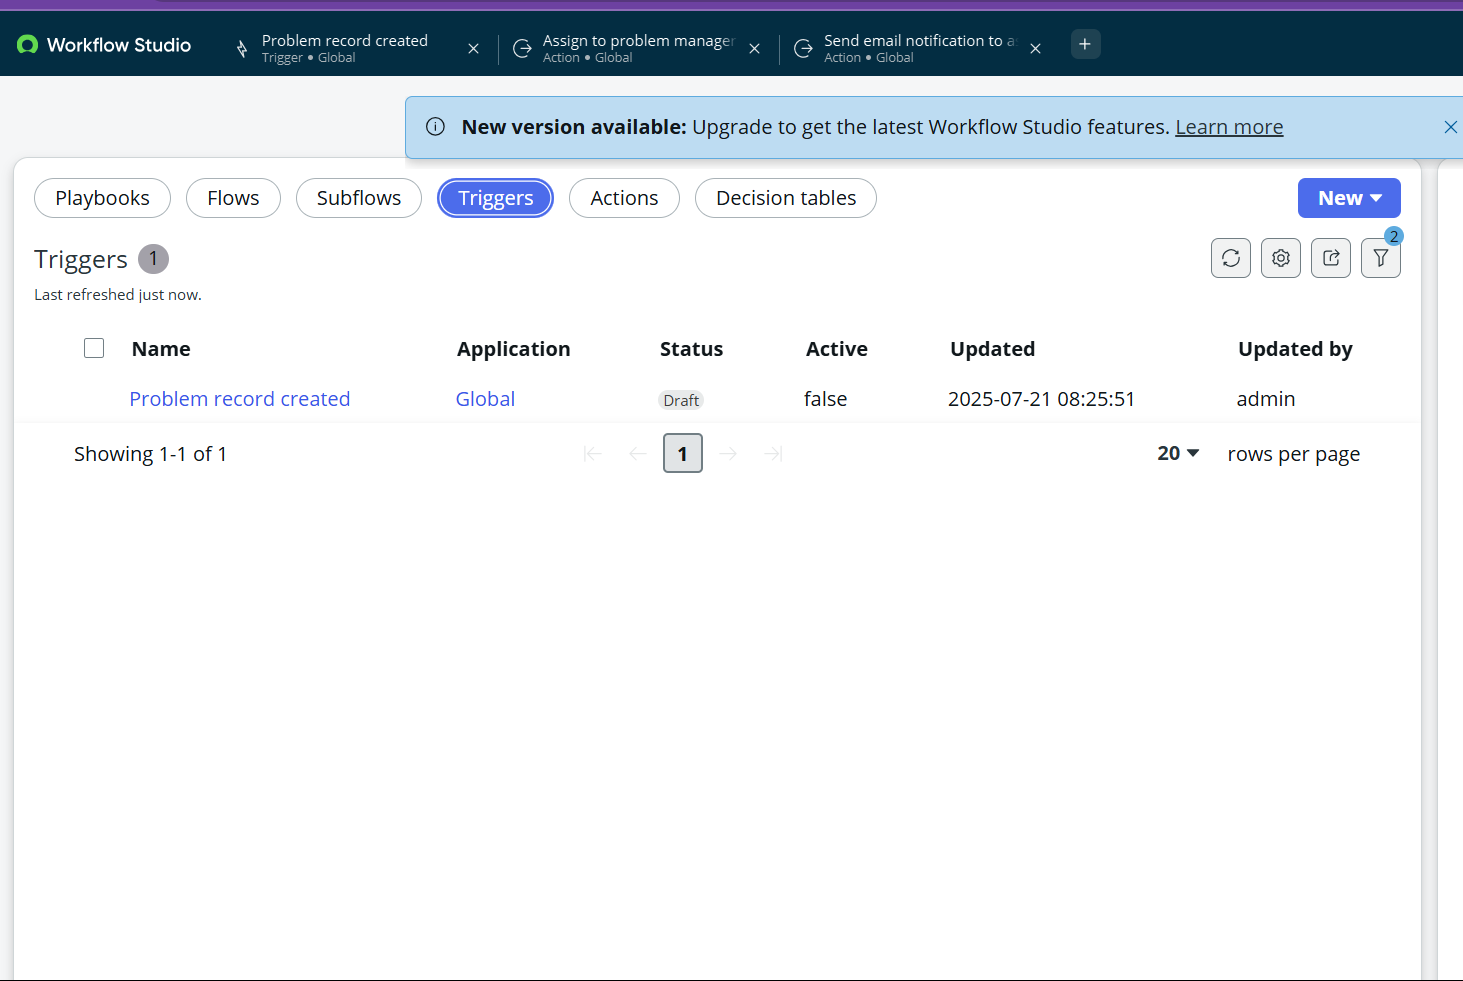 Workflow Studio
Problem record created
Trigger • Global
Assign to problem manager
Action • Global
Send email notification to a
Action • Global
New version available: Upgrade to get the latest Workflow Studio features. Learn more
Playbooks
Flows
Subflows
Triggers
Actions
Decision tables
New
Triggers 1
2
Last refreshed just now.
Name Application Status Active Updated Updated by
Problem record created Global Draft false 2025-07-21 08:25:51 admin
Showing 1-1 of 1
1
20 rows per page